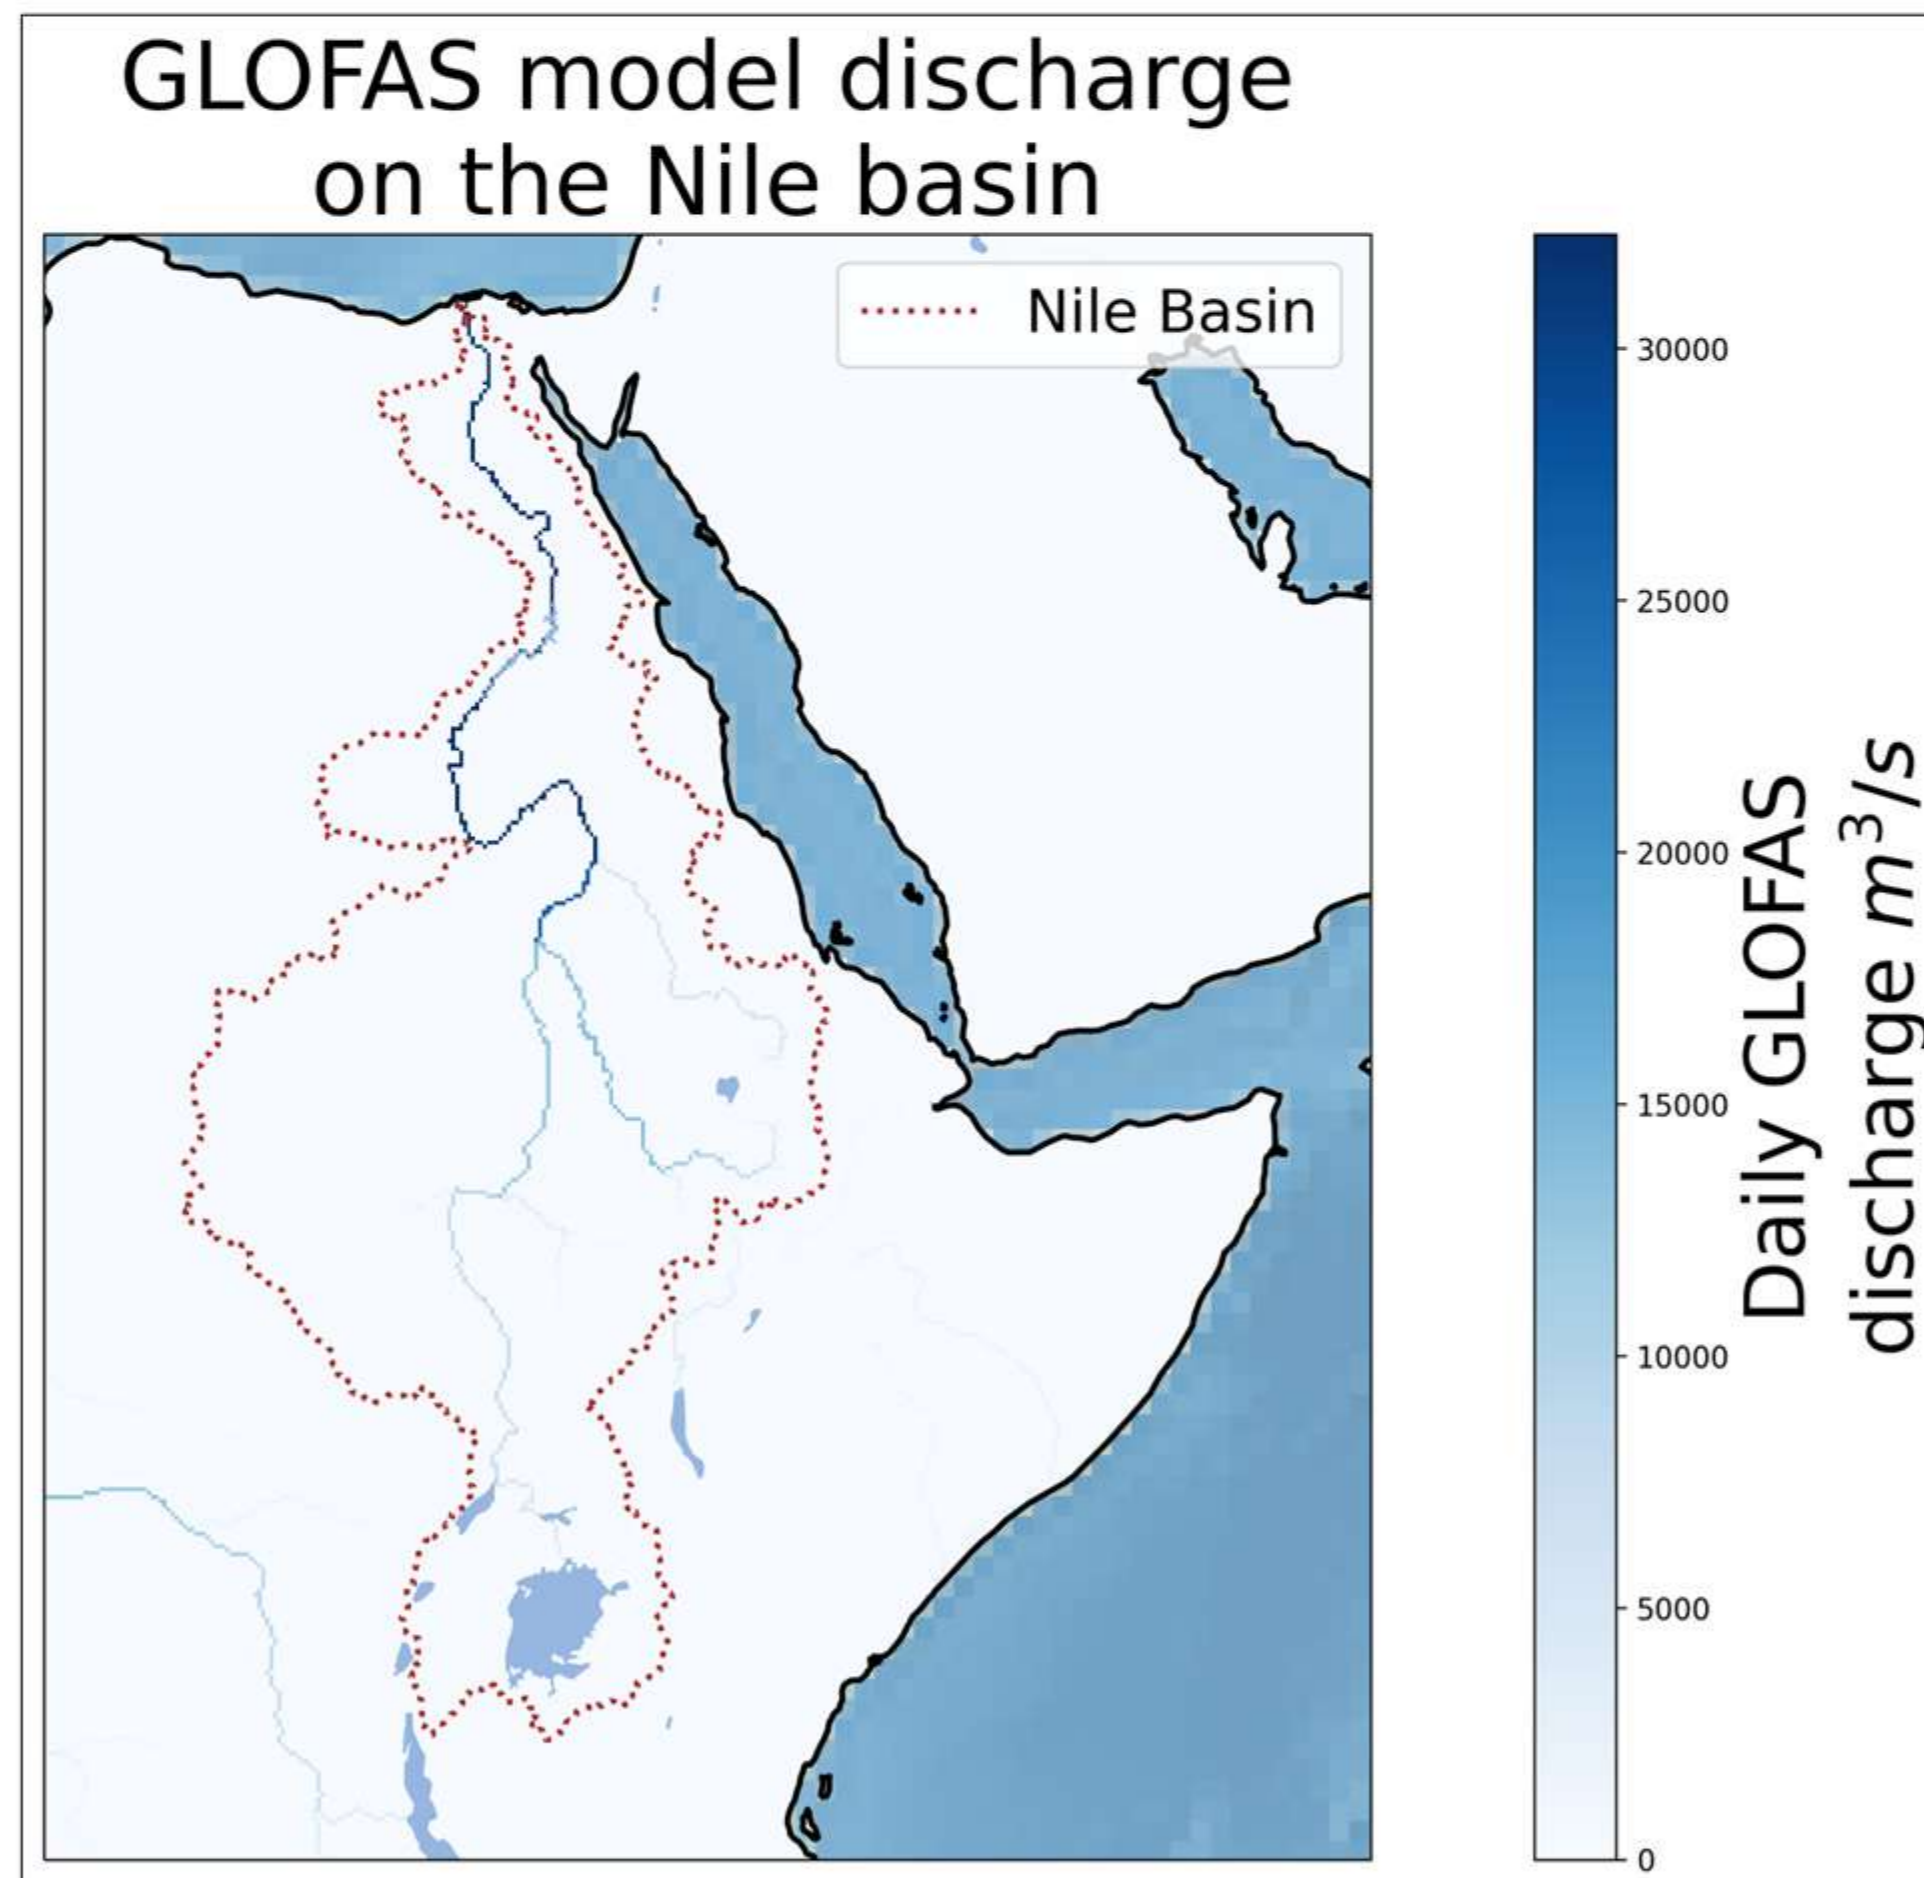 GLOFAS model discharge
on the Nile basin
Nile Basin
30000
25000
20000
15000
10000
5000
0
Daily GLOFAS
discharge m³/s